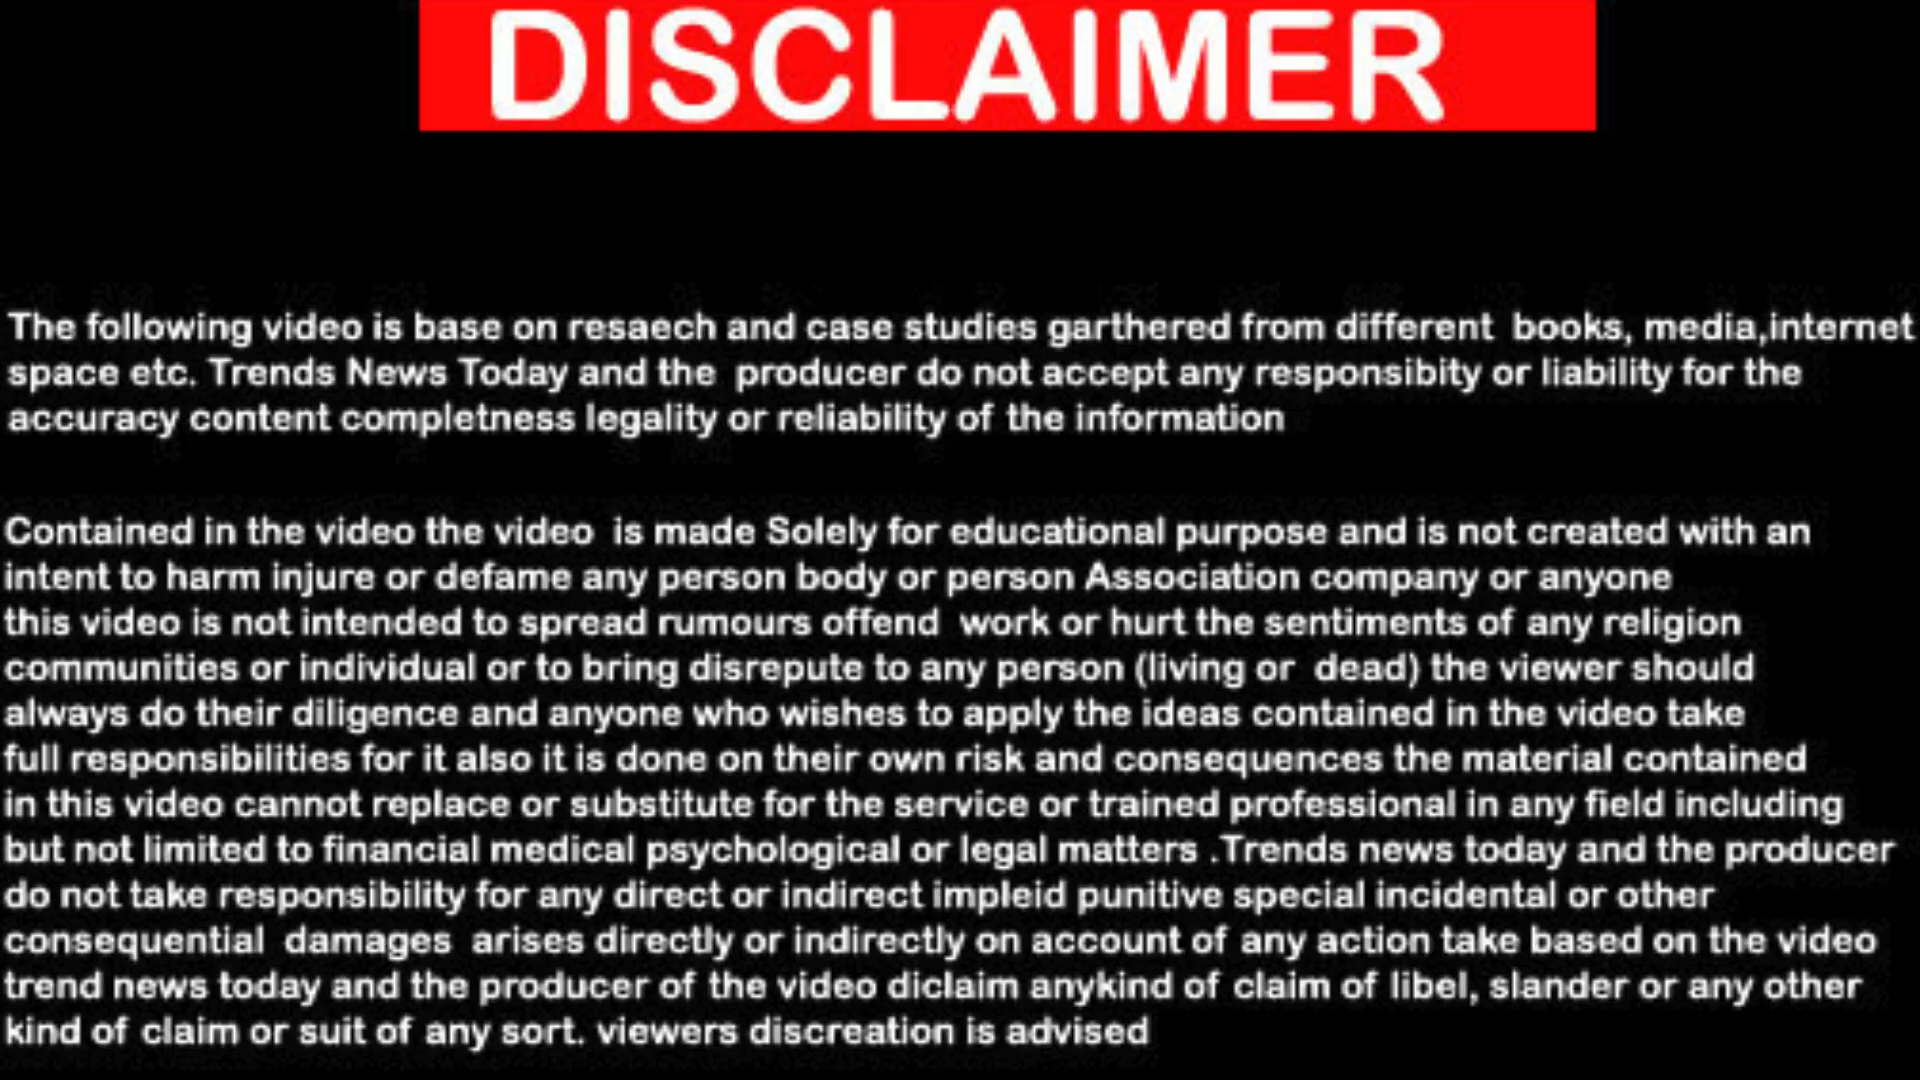 DISCLAIMER
The following video is base on resaech and case studies garthered from different books, media,internet
space etc. Trends News Today and the producer do not accept any responsibity or liability for the
accuracy content completness legality or reliability of the information
Contained in the video the video is made Solely for educational purpose and is not created with an
intent to harm injure or defame any person body or person Association company or anyone
this video is not intended to spread rumours offend work or hurt the sentiments of any religion
communities or individual or to bring disrepute to any person (living or dead) the viewer should
always do their diligence and anyone who wishes to apply the ideas contained in the video take
full responsibilities for it also it is done on their own risk and consequences the material contained
in this video cannot replace or substitute for the service or trained professional in any field including
but not limited to financial medical psychological or legal matters .Trends news today and the producer
do not take responsibility for any direct or indirect impleid punitive special incidental or other
consequential damages arises directly or indirectly on account of any action take based on the video
trend news today and the producer of the video diclaim anykind of claim of libel, slander or any other
kind of claim or suit of any sort. viewers discreation is advised